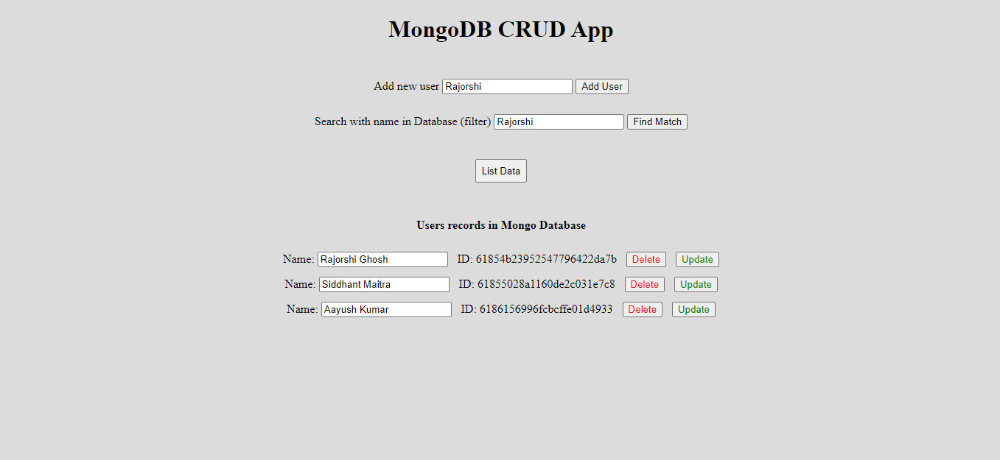 MongoDB CRUD App
Add new user Rajorshi Add User
Search with name in Database (filter) Rajorshi Find Match
List Data
Users records in Mongo Database
Name: Rajorshi Ghosh ID: 61854b23952547796422da7b Delete Update
Name: Siddhant Maitra ID: 61855028a1160de2c031e7c8 Delete Update
Name: Aayush Kumar ID: 6186156996fcbcffe01d4933 Delete Update